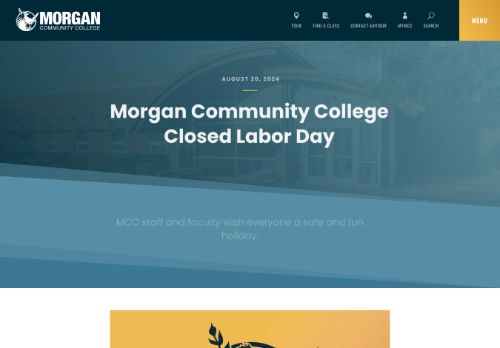 MORGAN
COMMUNITY COLLEGE
TOUR
FIND A CLASS
CONTACT ADVISOR
MYMCC
SEARCH
MENU
AUGUST 20, 2024
Morgan Community College
Closed Labor Day
MCC staff and faculty wish everyone a safe and fun
holiday.